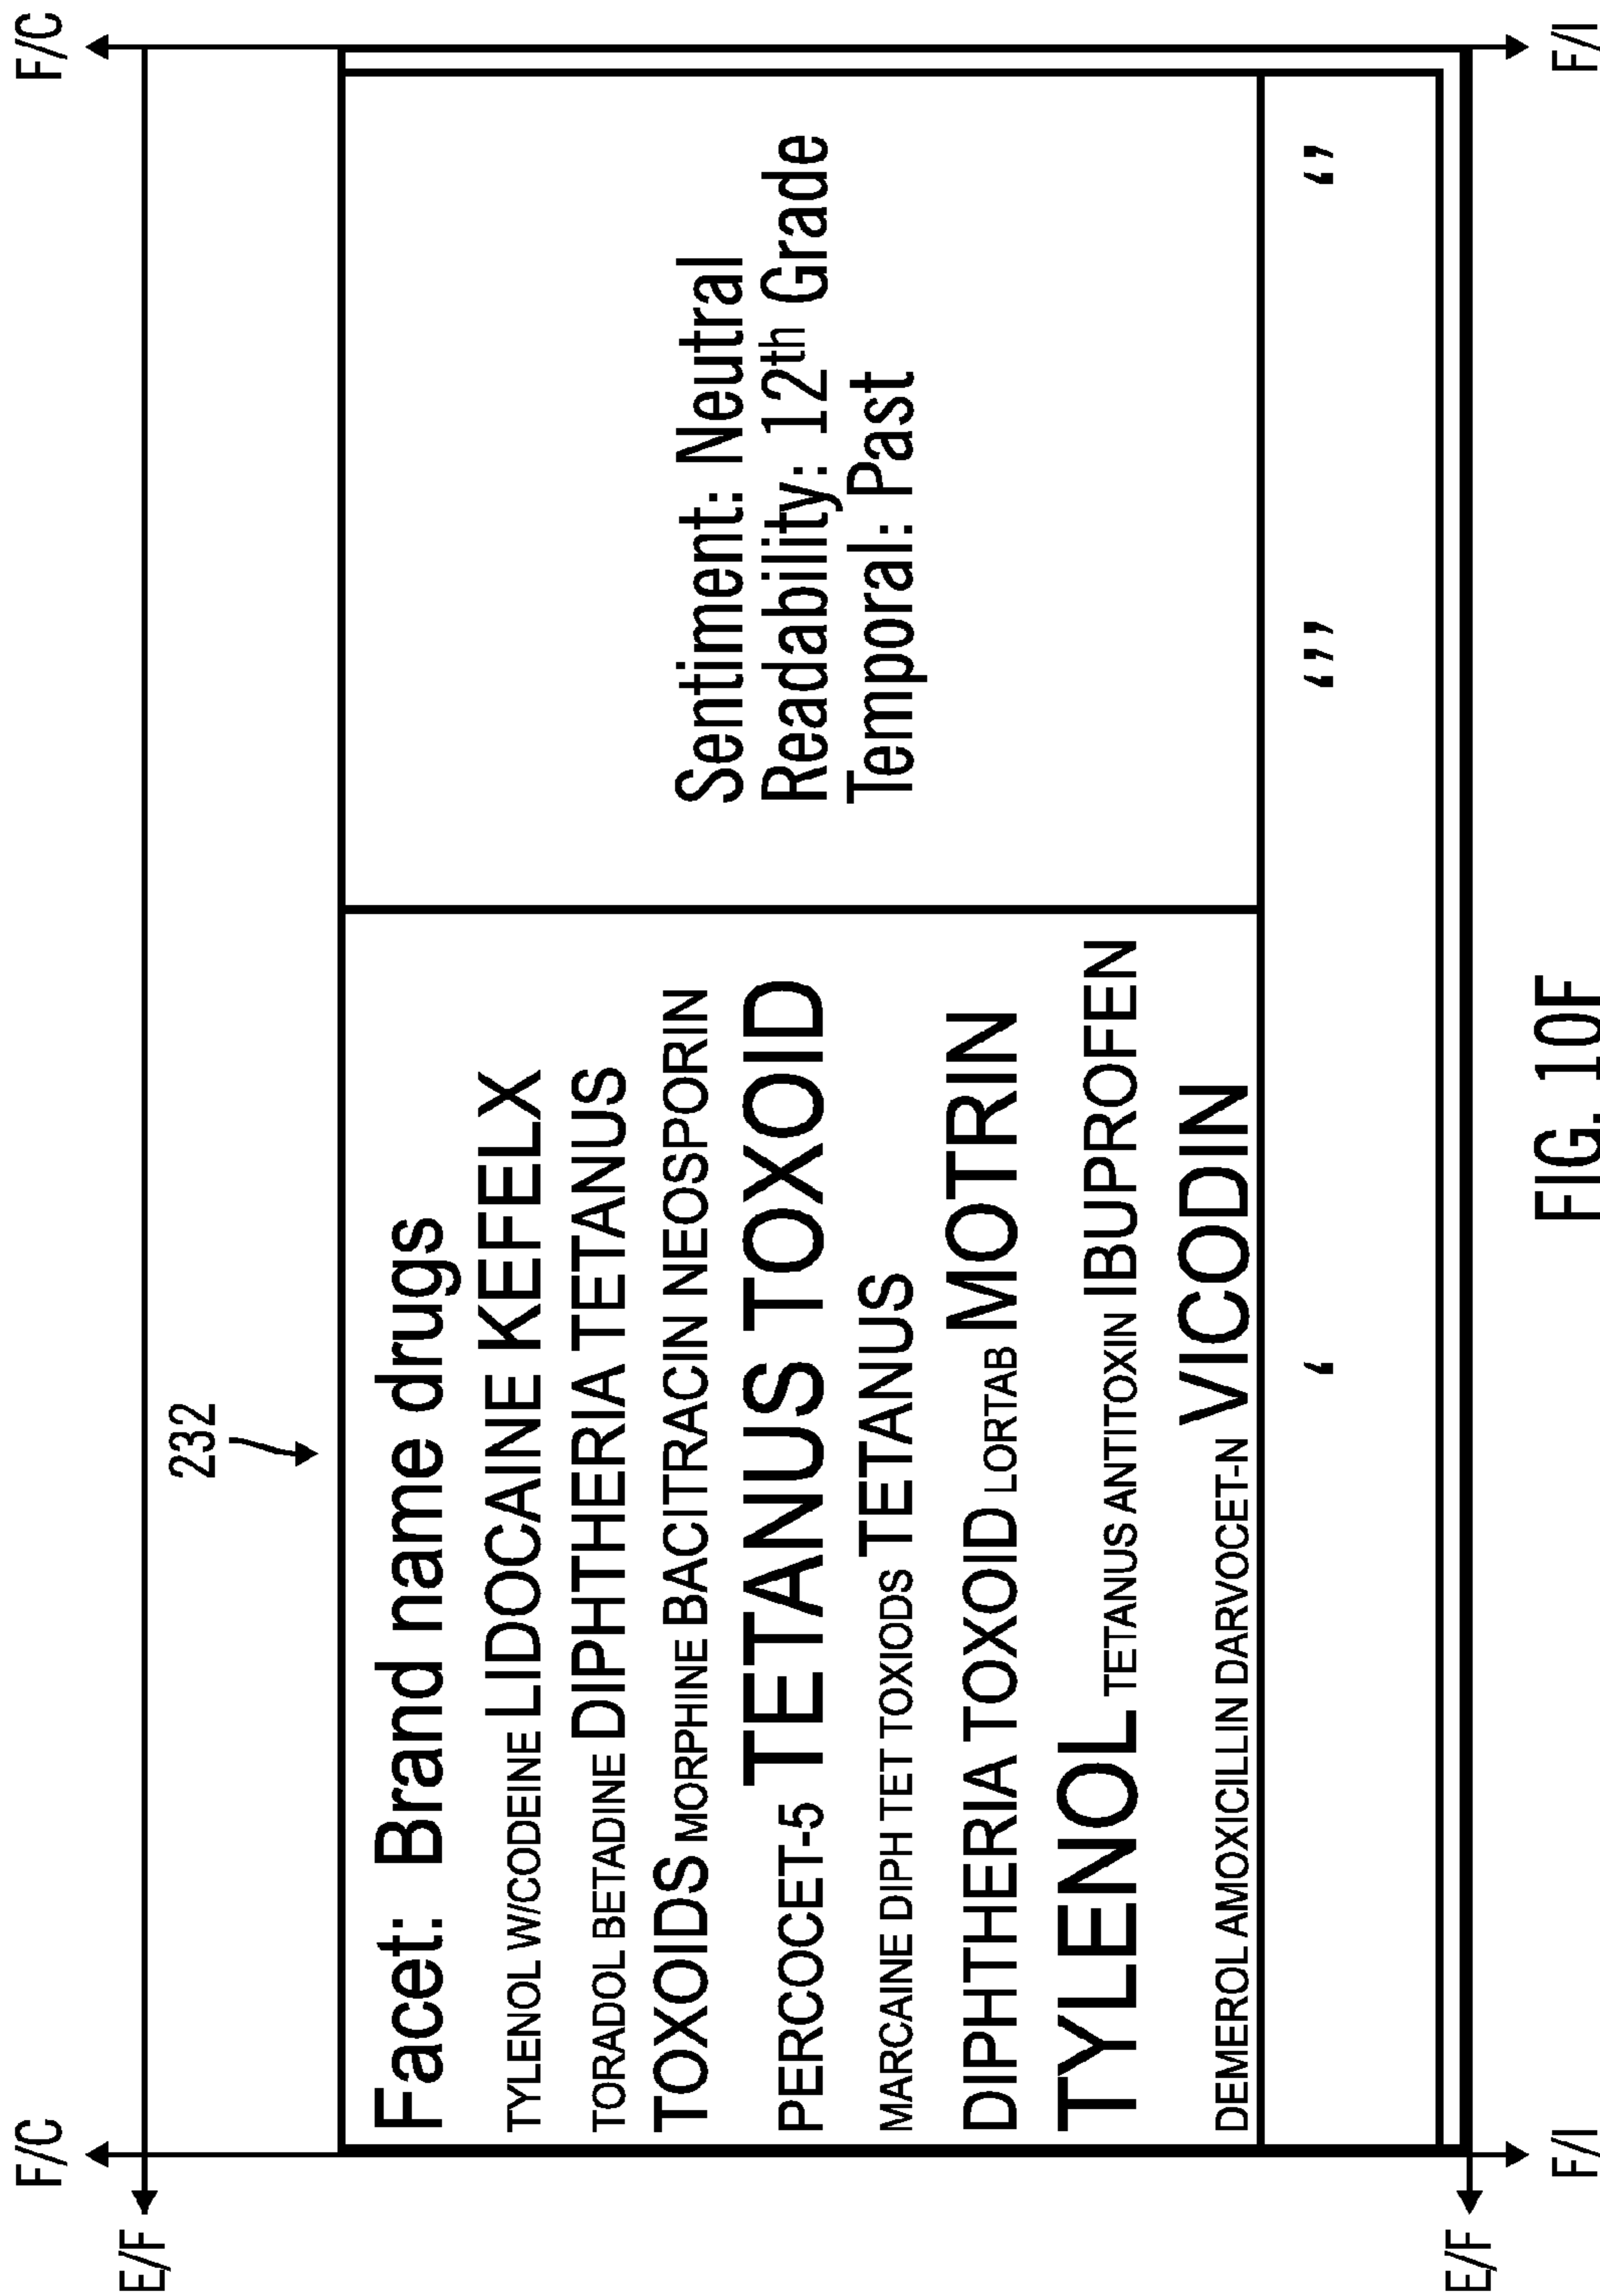 F/C
F/C
E/F
232
Facet: Brand name drugs
TYLENOL W/CODEINE LIDOCAINE KEFELX
TORADOL BETADINE DIPHTHERIA TETANUS
TOXOIDS MORPHINE BACITRACIN NEOSPORIN
PERCOCET-5 TETANUS TOXOID
MARCAINE DIPH TET TOXIODS TETANUS
DIPHTHERIA TOXOID LORTAB MOTRIN
TYLENOL TETANUS ANTITOXIN IBUPROFEN
DEMEROL AMOXICILLIN DARVOCET-N VICODIN
Sentiment: Neutral
Readability: 12th Grade
Temporal: Past
‘ ‘’’ ‘’
E/F
F/I
F/I
FIG. 10F